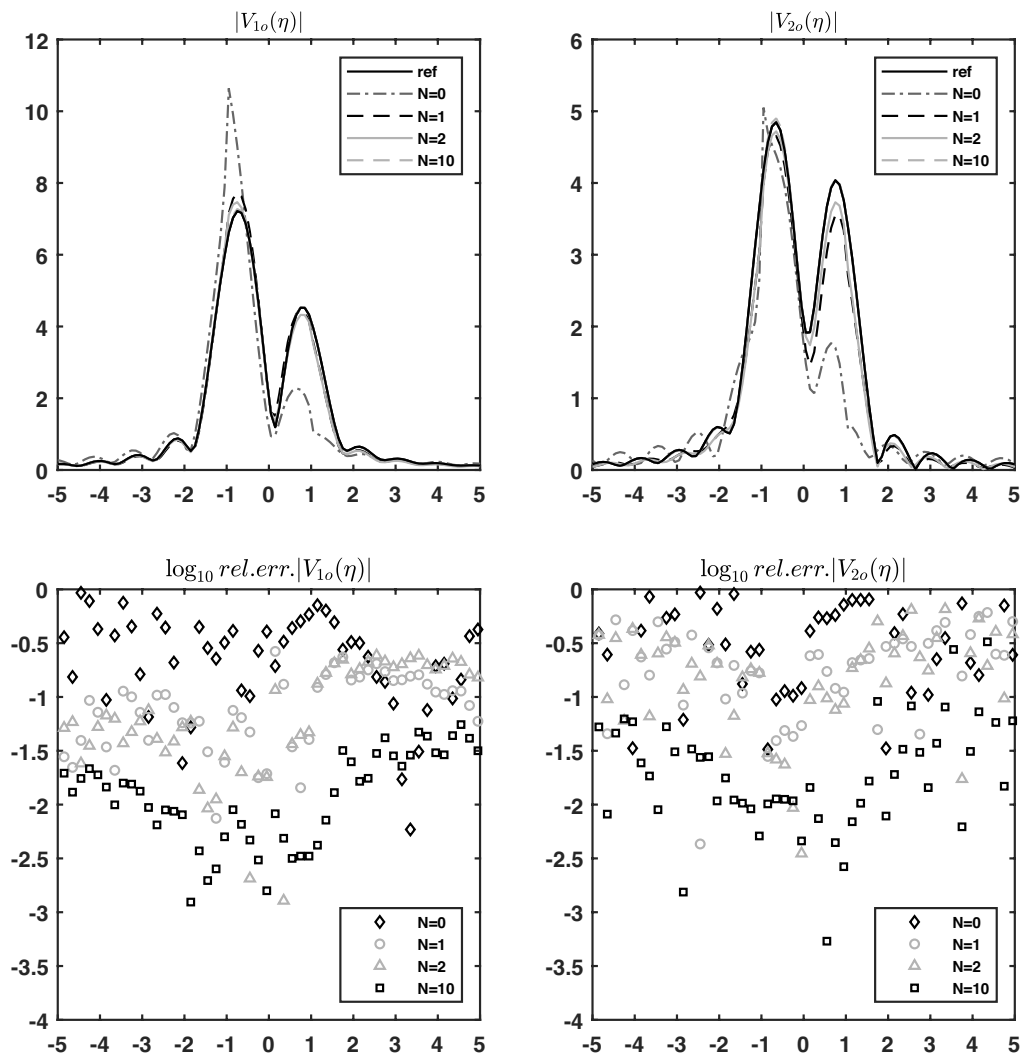 |V₁ₒ(η)|
12
10
8
6
4
2
0
-5 -4 -3 -2 -1 0 1 2 3 4 5
ref
N=0
N=1
N=2
N=10
|V₂ₒ(η)|
6
5
4
3
2
1
0
-5 -4 -3 -2 -1 0 1 2 3 4 5
ref
N=0
N=1
N=2
N=10
log₁₀ rel.err.|V₁ₒ(η)|
0
-0.5
-1
-1.5
-2
-2.5
-3
-3.5
-4
-5 -4 -3 -2 -1 0 1 2 3 4 5
N=0
N=1
N=2
N=10
log₁₀ rel.err.|V₂ₒ(η)|
0
-0.5
-1
-1.5
-2
-2.5
-3
-3.5
-4
-5 -4 -3 -2 -1 0 1 2 3 4 5
N=0
N=1
N=2
N=10